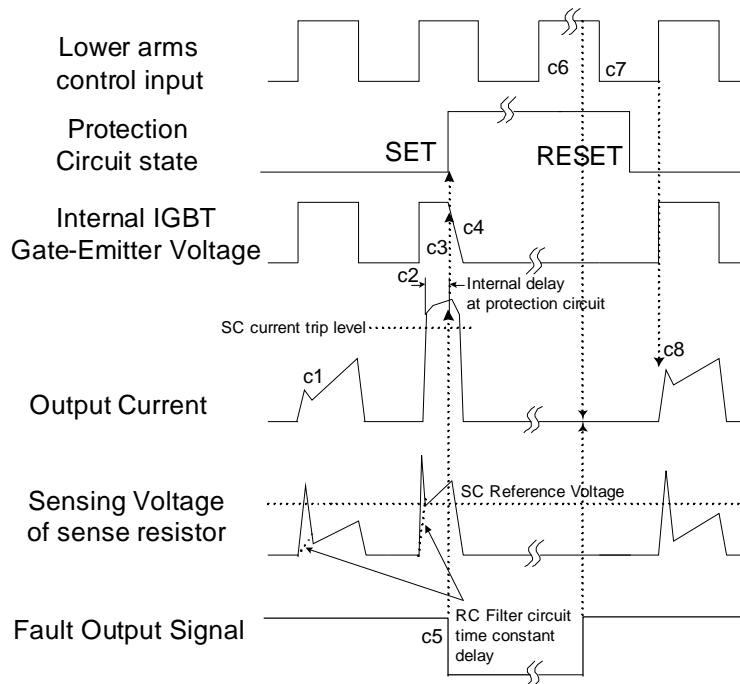 Lower arms
control input
c6
c7
Protection
Circuit state
SET
RESET
Internal IGBT
Gate-Emitter Voltage
c4
c3
c2
Internal delay
at protection circuit
SC current trip level
c1
c8
Output Current
Sensing Voltage
of sense resistor
SC Reference Voltage
Fault Output Signal
c5
RC Filter circuit
time constant
delay